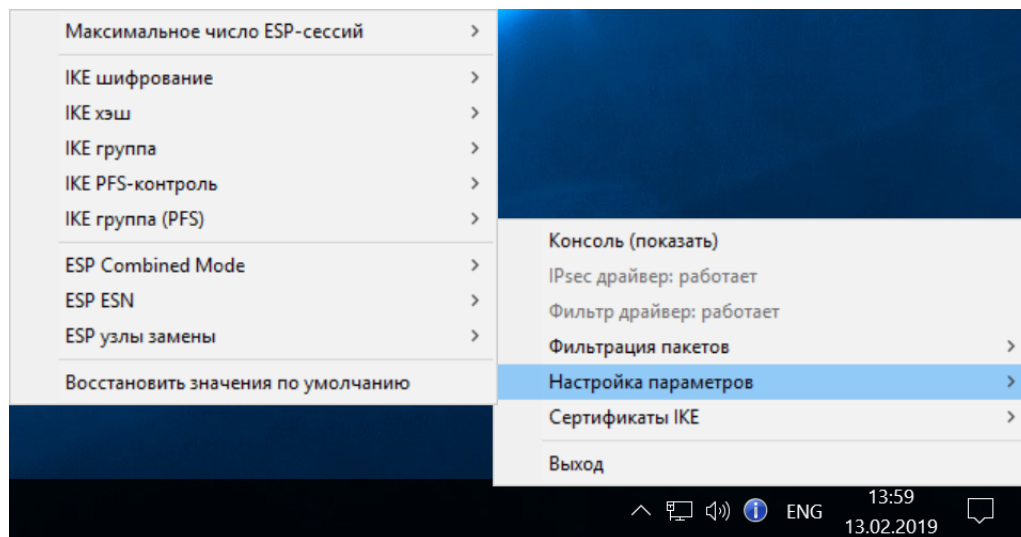 Максимальное число ESP-сессий
IKE шифрование
IKE хэш
IKE группа
IKE PFS-контроль
IKE группа (PFS)
ESP Combined Mode
ESP ESN
ESP узлы замены
Восстановить значения по умолчанию
Консоль (показать)
IPsec драйвер: работает
Фильтр драйвер: работает
Фильтрация пакетов
Настройка параметров
Сертификаты IKE
Выход
ENG
13:59
13.02.2019